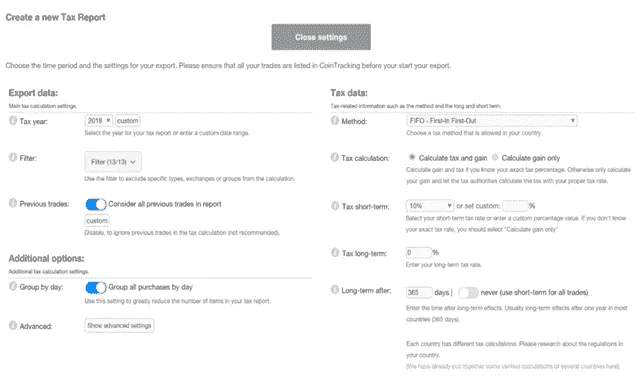 Create a new Tax Report
Close settings
Choose the time period and the settings for your export. Please ensure that all your trades are listed in CoinTracking before your start your export.
Export data:
Main tax calculation settings.
Tax year:
2018
custom
Select the year for your tax report or enter a custom date range.
Filter:
Filter (13/13)
Use the filter to exclude specific types, exchanges or groups from the calculation.
Previous trades:
Consider all previous trades in report
custom
Disable, to ignore previous trades in the tax calculation (not recommended).
Additional options:
Additional tax calculation settings.
Group by day:
Group all purchases by day
Use this setting to greatly reduce the number of items in your tax report.
Advanced:
Show advanced settings
Tax data:
Tax-related information such as the method and the long and short term.
Method:
FIFO - First-In First-Out
Choose a tax method that is allowed in your country.
Tax calculation:
Calculate tax and gain
Calculate gain only
Calculate gain and tax if you know your exact tax percentage. Otherwise only calculate
your gain and let the tax authorities calculate the tax with your proper tax rate.
Tax short-term:
10% or set custom: %
Select your short-term tax rate or enter a custom percentage value. If you don't know
your exact tax rate, you should select "Calculate gain only"
Tax long-term:
0 %
Enter your long-term tax rate.
Long-term after:
365 days | never (use short-term for all trades)
Enter the time after long-term effects. Usually long-term effects after one year in most
countries (365 days).
Each country has different tax calculations. Please research about the regulations in
your country.
(We have already put together some verified calculations of several countries here)